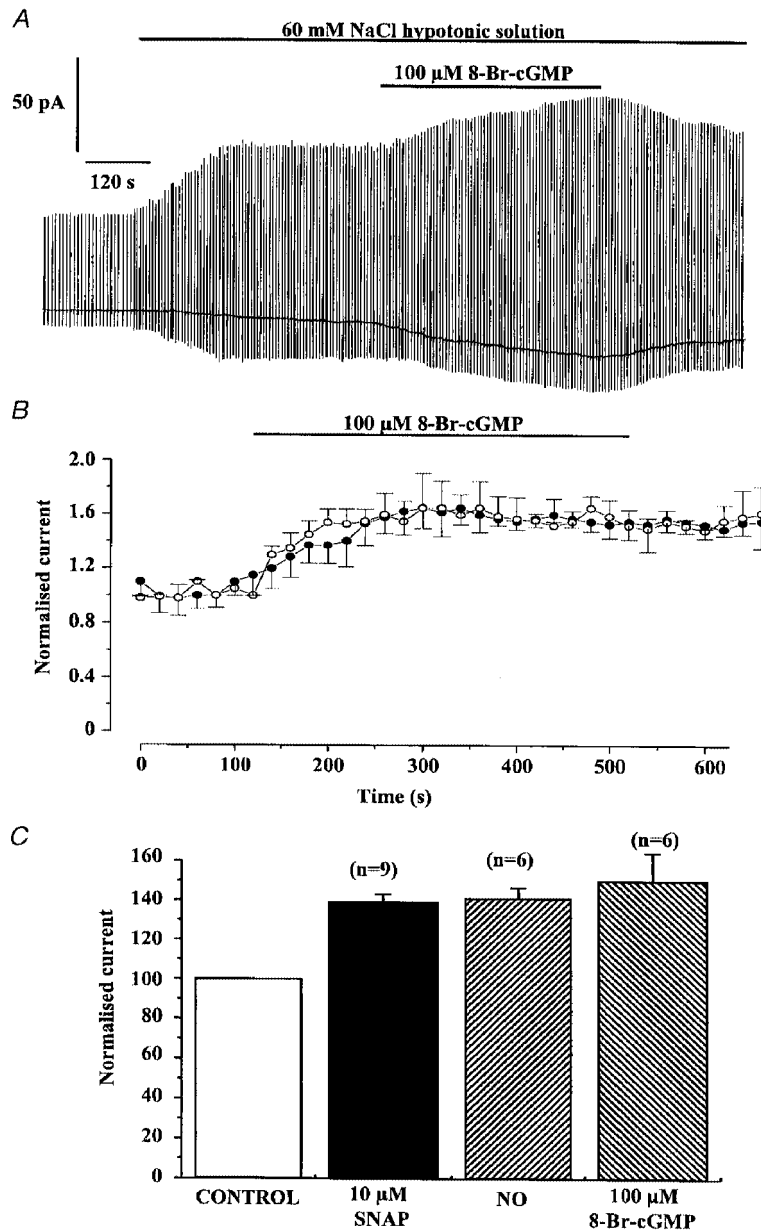 A
60 mM NaCl hypotonic solution
100 µM 8-Br-cGMP
50 pA
120 s
B
100 µM 8-Br-cGMP
2.0
1.6
1.2
0.8
0.4
0
Normalised current
0 100 200 300 400 500 600
Time (s)
C
160
140
120
100
80
60
40
20
0
Normalised current
(n=9)
(n=6)
(n=6)
CONTROL
10 µM
SNAP
NO
100 µM
8-Br-cGMP